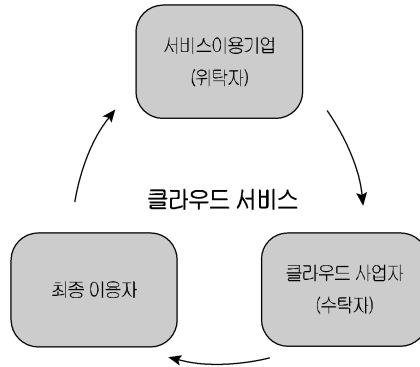 서비스이용기업
(위탁자)
클라우드 서비스
최종 이용자
클라우드 사업자
(수탁자)